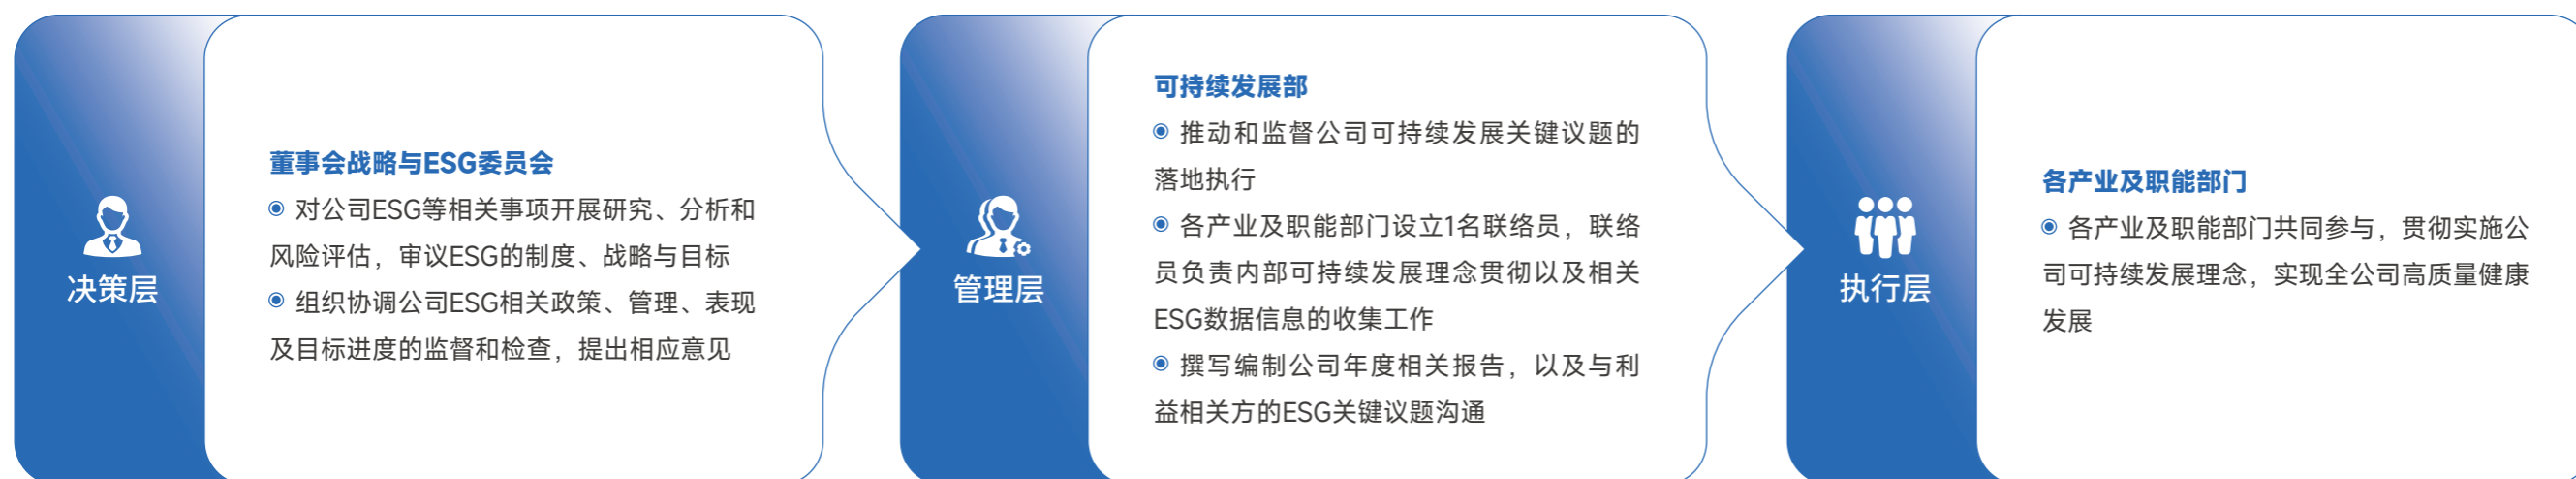 决策层
董事会战略与ESG委员会
对公司ESG等相关事项开展研究、分析和
风险评估，审议ESG的制度、战略与目标
组织协调公司ESG相关政策、管理、表现
及目标进度的监督和检查，提出相应意见
管理层
可持续发展部
推动和监督公司可持续发展关键议题的
落地执行
各产业及职能部门设立1名联络员，联络
员负责内部可持续发展理念贯彻以及相关
ESG数据信息的收集工作
撰写编制公司年度相关报告，以及与利
益相关方的ESG关键议题沟通
执行层
各产业及职能部门
各产业及职能部门共同参与，贯彻实施公
司可持续发展理念，实现全公司高质量健康
发展